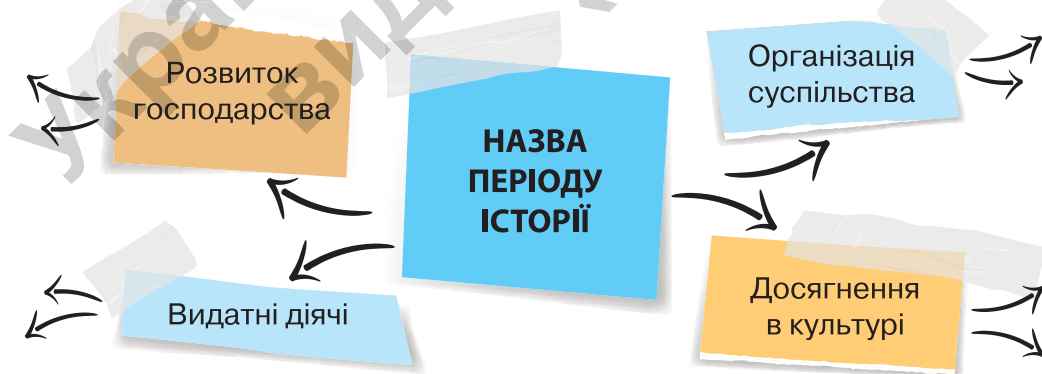 Розвиток
господарства
НАЗВА
ПЕРІОДУ
ІСТОРІЇ
Організація
суспільства
Видатні діячі
Досягнення
в культурі